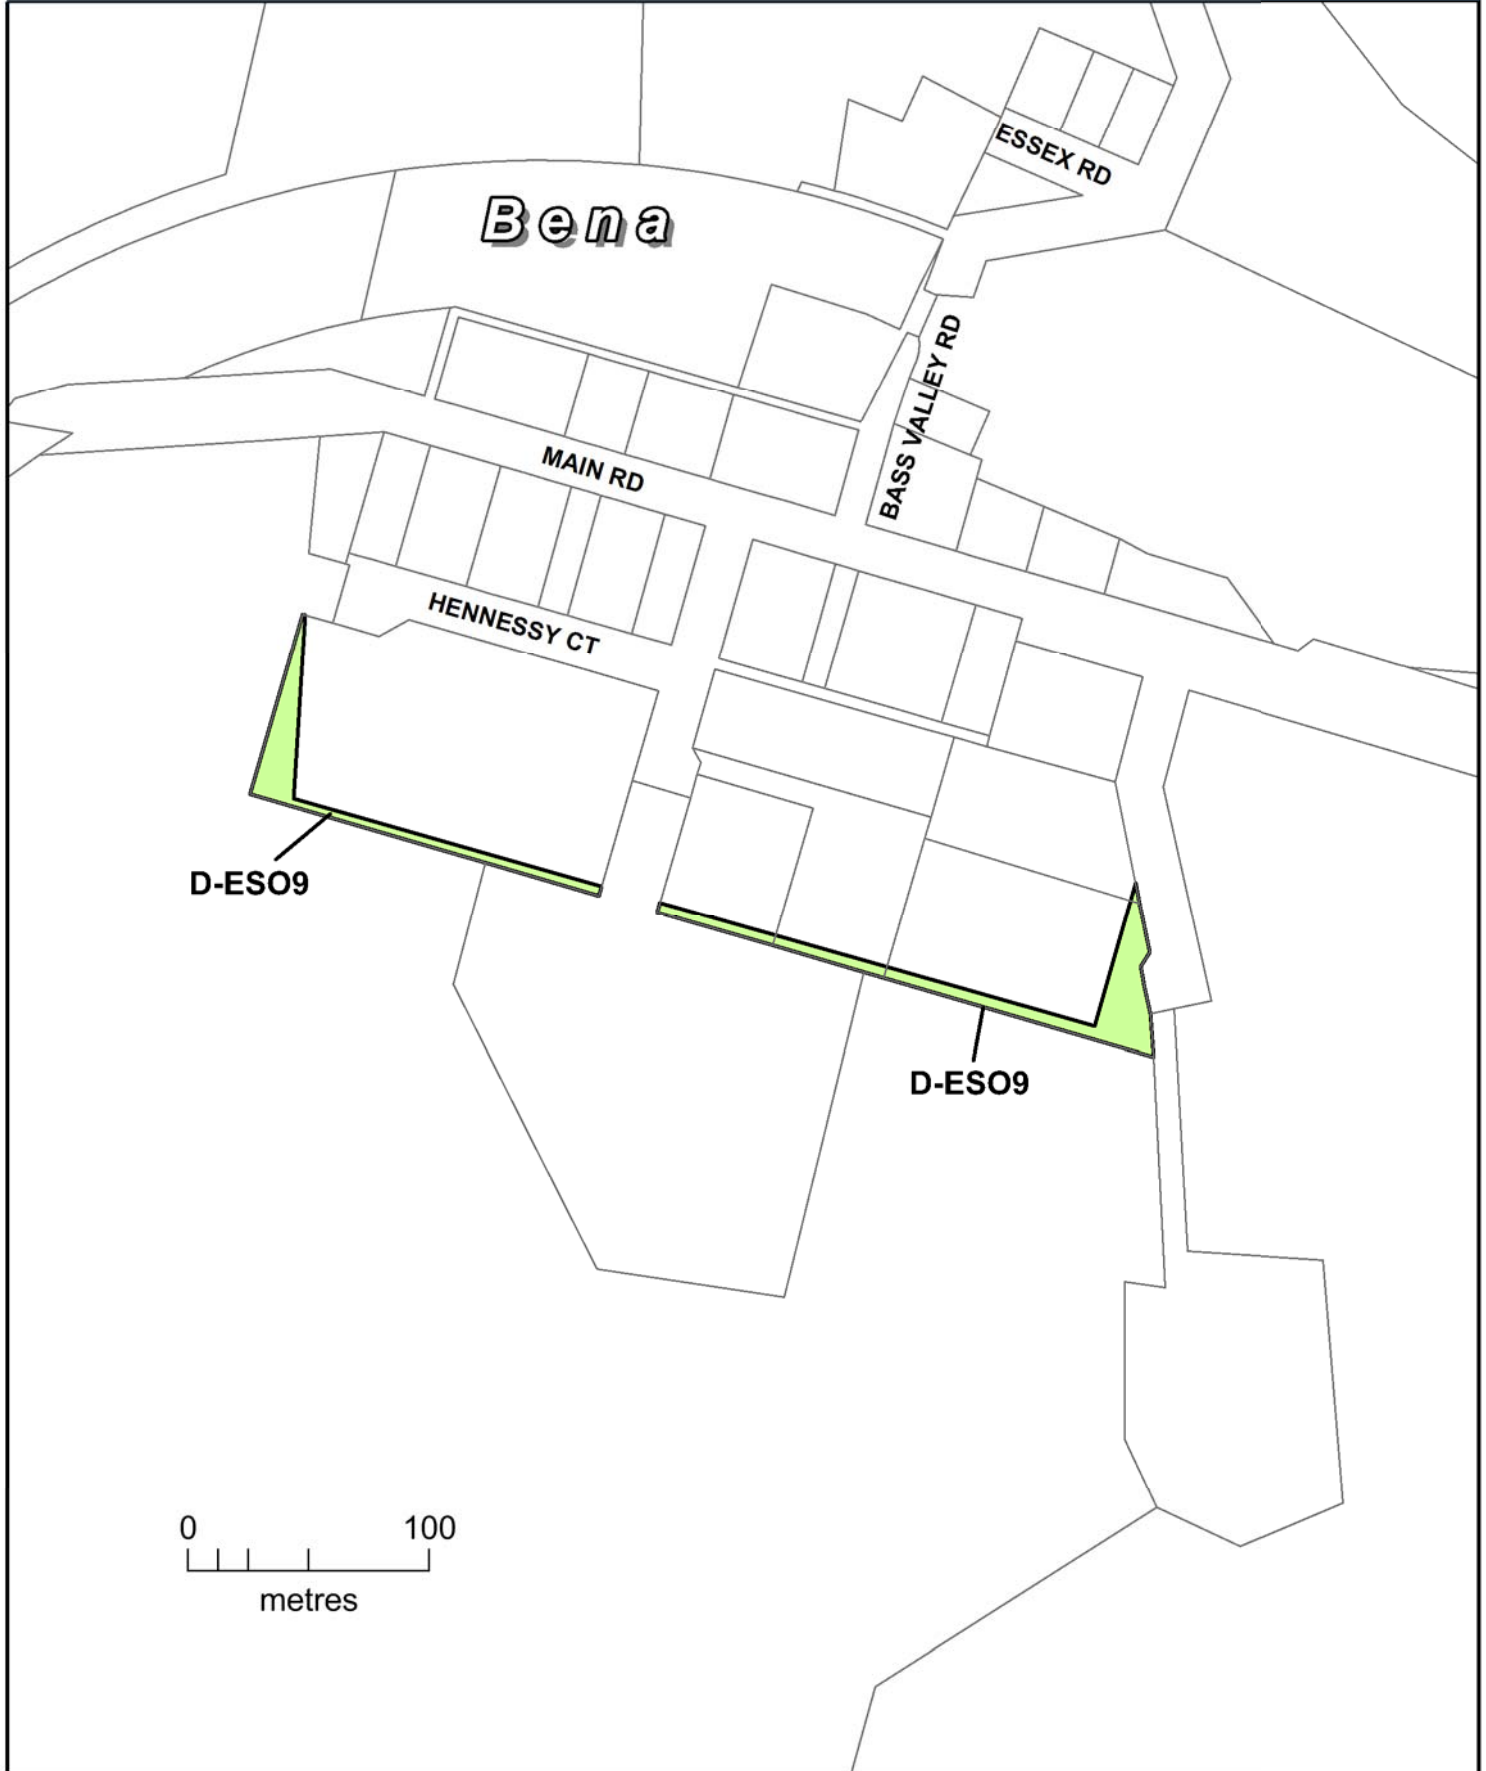 ESSEX RD
Bena
BASS VALLEY RD
MAIN RD
HENNESSY CT
D-ESO9
D-ESO9
0 100
metres